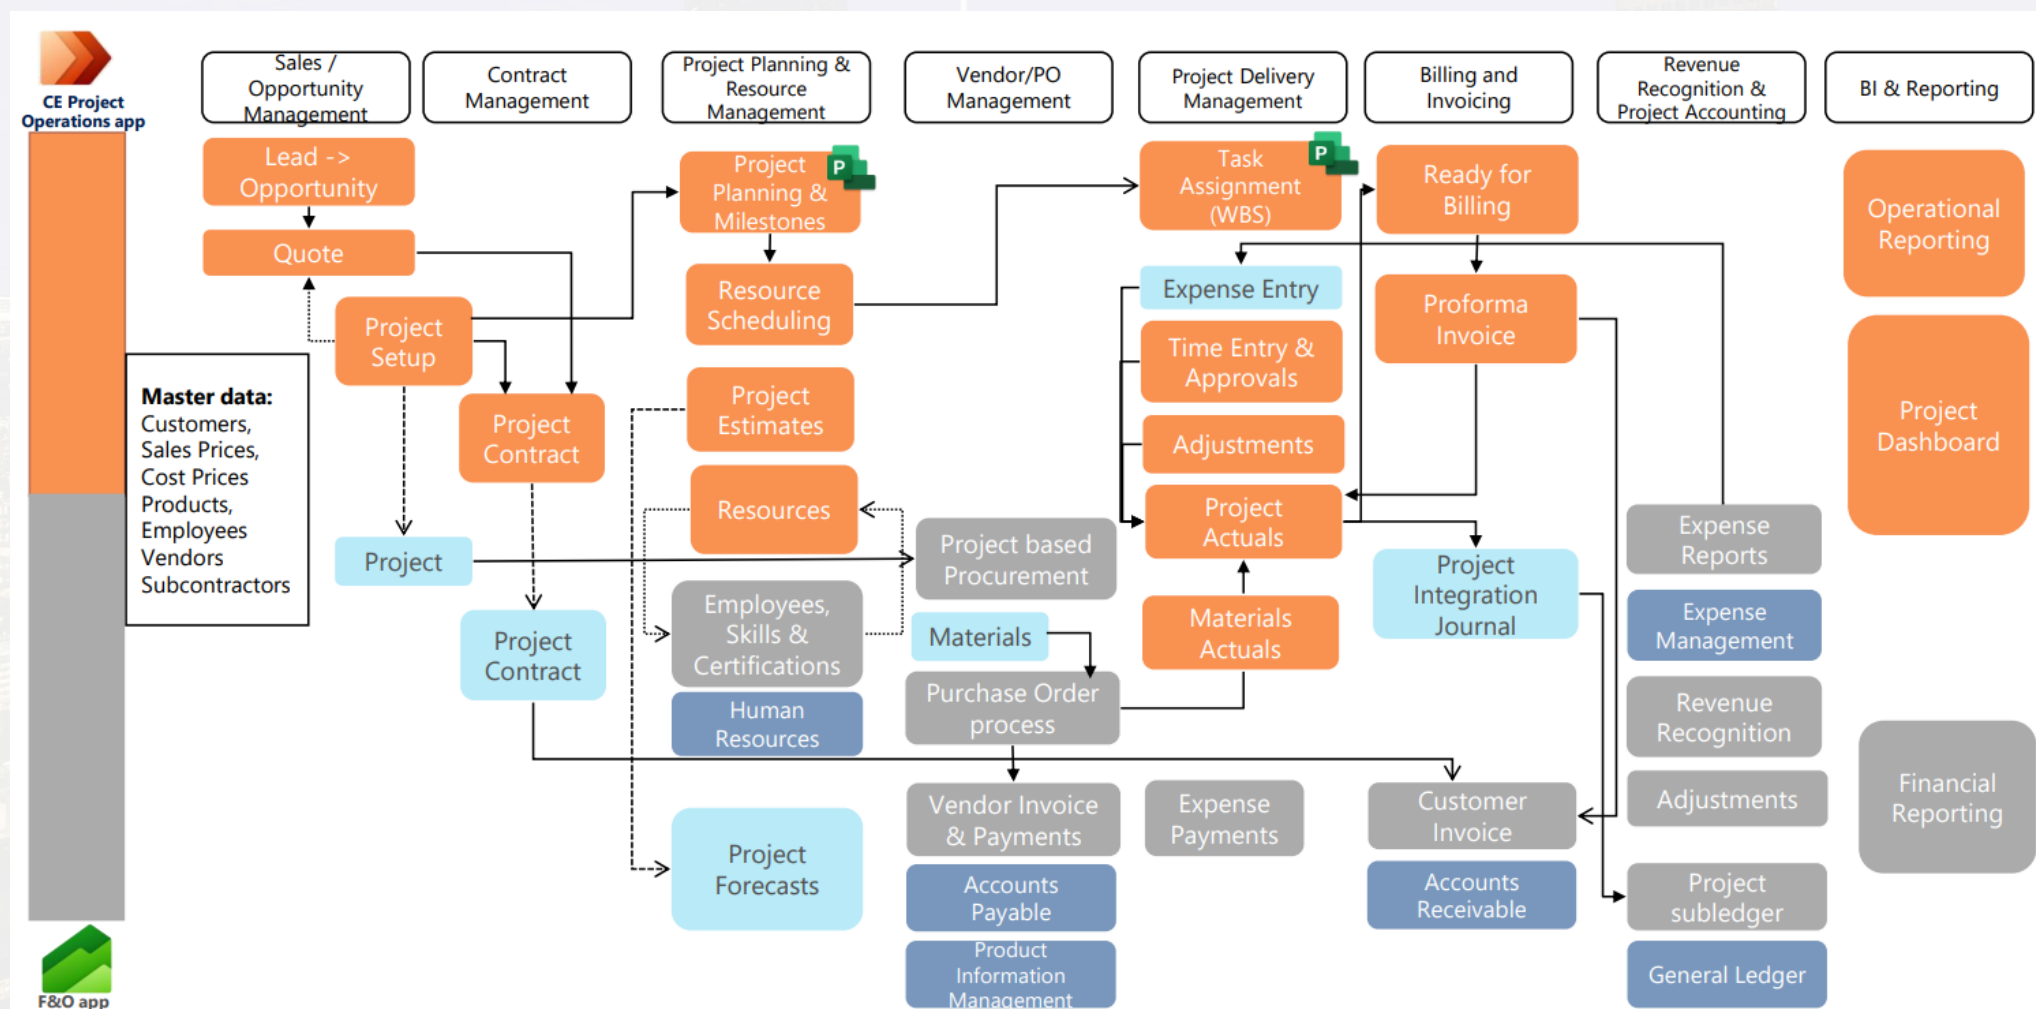 CE Project
Operations app
Sales /
Opportunity
Management
Contract
Management
Project Planning &
Resource
Management
Vendor/PO
Management
Project Delivery
Management
Billing and
Invoicing
Revenue
Recognition &
Project Accounting
BI & Reporting
Lead ->
Opportunity
Quote
Project
Setup
Master data:
Customers,
Sales Prices,
Cost Prices
Products,
Employees
Vendors
Subcontractors
Project
Project
Contract
Project
Contract
Project
Planning &
Milestones
P
Resource
Scheduling
Project
Estimates
Resources
Employees,
Skills &
Certifications
Human
Resources
Project
Forecasts
Project based
Procurement
Materials
Purchase Order
process
Vendor Invoice
& Payments
Accounts
Payable
Product
Information
Management
Task
Assignment
(WBS)
P
Expense Entry
Time Entry &
Approvals
Adjustments
Project
Actuals
Materials
Actuals
Expense
Payments
Ready for
Billing
Proforma
Invoice
Project
Integration
Journal
Customer
Invoice
Accounts
Receivable
Expense
Reports
Expense
Management
Revenue
Recognition
Adjustments
Project
subledger
General Ledger
Operational
Reporting
Project
Dashboard
Financial
Reporting
F&O app